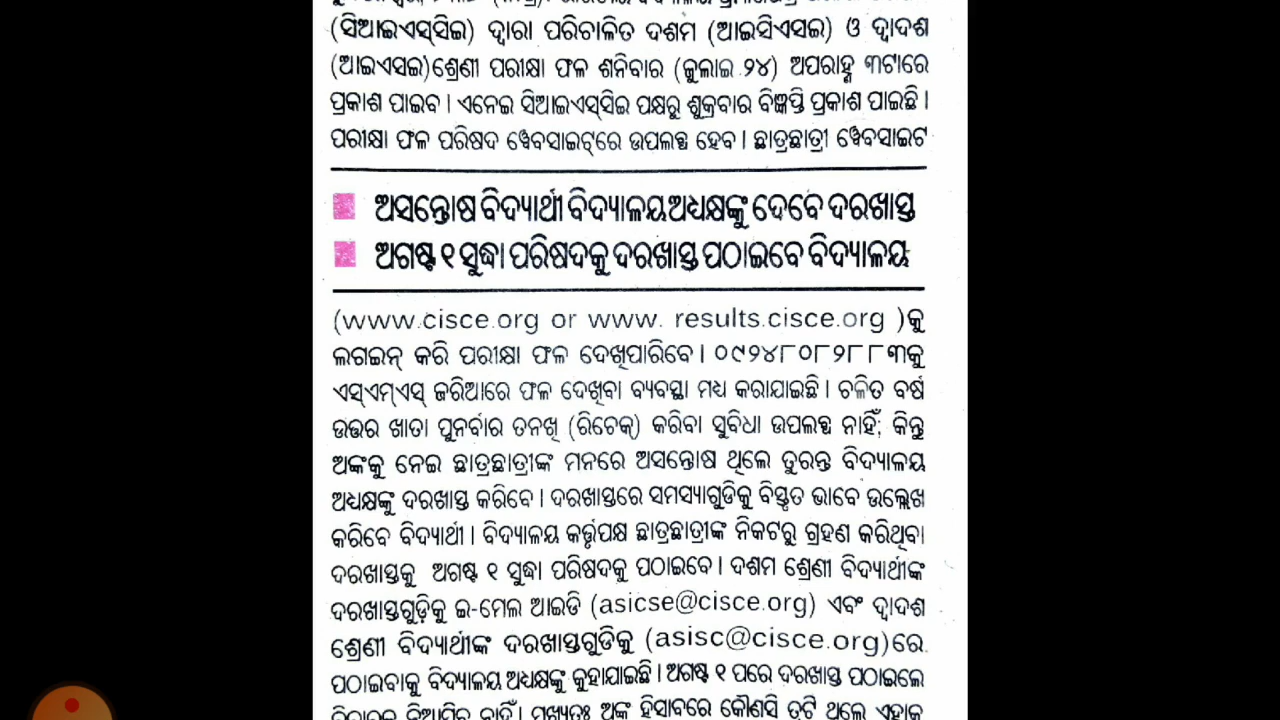 (ସିଆଇଏସ୍‌ସିଇ) ଦ୍ୱାରା ପରିଚାଳିତ ଦଶମ (ଆଇସିଏସଇ) ଓ ଦ୍ୱାଦଶ
(ଆଇଏସଇ)ଶ୍ରେଣୀ ପରୀକ୍ଷା ଫଳ ଶନିବାର (ଜୁଲାଇ ୨୪) ଅପରାହ୍ଣ ୩ଟାରେ
ପ୍ରକାଶ ପାଇବ। ଏନେଇ ସିଆଇଏସ୍‌ସିଇ ପକ୍ଷରୁ ଶୁକ୍ରବାର ବିଜ୍ଞପ୍ତି ପ୍ରକାଶ ପାଇଛି।
ପରୀକ୍ଷା ଫଳ ପରିଷଦ ୱେବସାଇଟ୍‌ରେ ଉପଲବ୍ଧ ହେବ। ଛାତ୍ରଛାତ୍ରୀ ୱେବସାଇଟ
ଅସନ୍ତୋଷ ବିଦ୍ୟାର୍ଥୀ ବିଦ୍ୟାଳୟ ଅଧ୍ୟକ୍ଷଙ୍କୁ ଦେବେ ଦରଖାସ୍ତ
ଅଗଷ୍ଟ ୧ ସୁଦ୍ଧା ପରିଷଦକୁ ଦରଖାସ୍ତ ପଠାଇବେ ବିଦ୍ୟାଳୟ
(www.cisce.org or www. results.cisce.org )କୁ
ଲଗଇନ୍ କରି ପରୀକ୍ଷା ଫଳ ଦେଖିପାରିବେ। ୦୯୨୪୮୦୮୨୮୮୩କୁ
ଏସ୍ଏମ୍ଏସ୍ ଜରିଆରେ ଫଳ ଦେଖିବା ବ୍ୟବସ୍ଥା ମଧ୍ୟ କରାଯାଇଛି। ଚଳିତ ବର୍ଷ
ଉତ୍ତର ଖାତା ପୁନର୍ବାର ତନଖି (ରିଚେକ୍) କରିବା ସୁବିଧା ଉପଲବ୍ଧ ନାହିଁ; କିନ୍ତୁ
ଅଙ୍କକୁ ନେଇ ଛାତ୍ରଛାତ୍ରୀଙ୍କ ମନରେ ଅସନ୍ତୋଷ ଥିଲେ ତୁରନ୍ତ ବିଦ୍ୟାଳୟ
ଅଧ୍ୟକ୍ଷଙ୍କୁ ଦରଖାସ୍ତ କରିବେ। ଦରଖାସ୍ତରେ ସମସ୍ୟାଗୁଡିକୁ ବିସ୍ତୃତ ଭାବେ ଉଲ୍ଲେଖ
କରିବେ ବିଦ୍ୟାର୍ଥୀ। ବିଦ୍ୟାଳୟ କର୍ତ୍ତୃପକ୍ଷ ଛାତ୍ରଛାତ୍ରୀଙ୍କ ନିକଟରୁ ଗ୍ରହଣ କରିଥିବା
ଦରଖାସ୍ତକୁ ଅଗଷ୍ଟ ୧ ସୁଦ୍ଧା ପରିଷଦକୁ ପଠାଇବେ। ଦଶମ ଶ୍ରେଣୀ ବିଦ୍ୟାର୍ଥୀଙ୍କ
ଦରଖାସ୍ତଗୁଡ଼ିକୁ ଇ-ମେଲ ଆଇଡି (asicse@cisce.org) ଏବଂ ଦ୍ୱାଦଶ
ଶ୍ରେଣୀ ବିଦ୍ୟାର୍ଥୀଙ୍କ ଦରଖାସ୍ତଗୁଡିକୁ (asisc@cisce.org)ରେ
ପଠାଇବାକୁ ବିଦ୍ୟାଳୟ ଅଧ୍ୟକ୍ଷଙ୍କୁ କୁହାଯାଇଛି। ଅଗଷ୍ଟ ୧ ପରେ ଦରଖାସ୍ତ ପଠାଇଲେ
ନାହିଁ। ମୁଖ୍ୟତଃ ଅଙ୍କ ହିସାବରେ କୌଣସି ତ୍ରୁଟି ଥିଲେ ଏହାକୁ